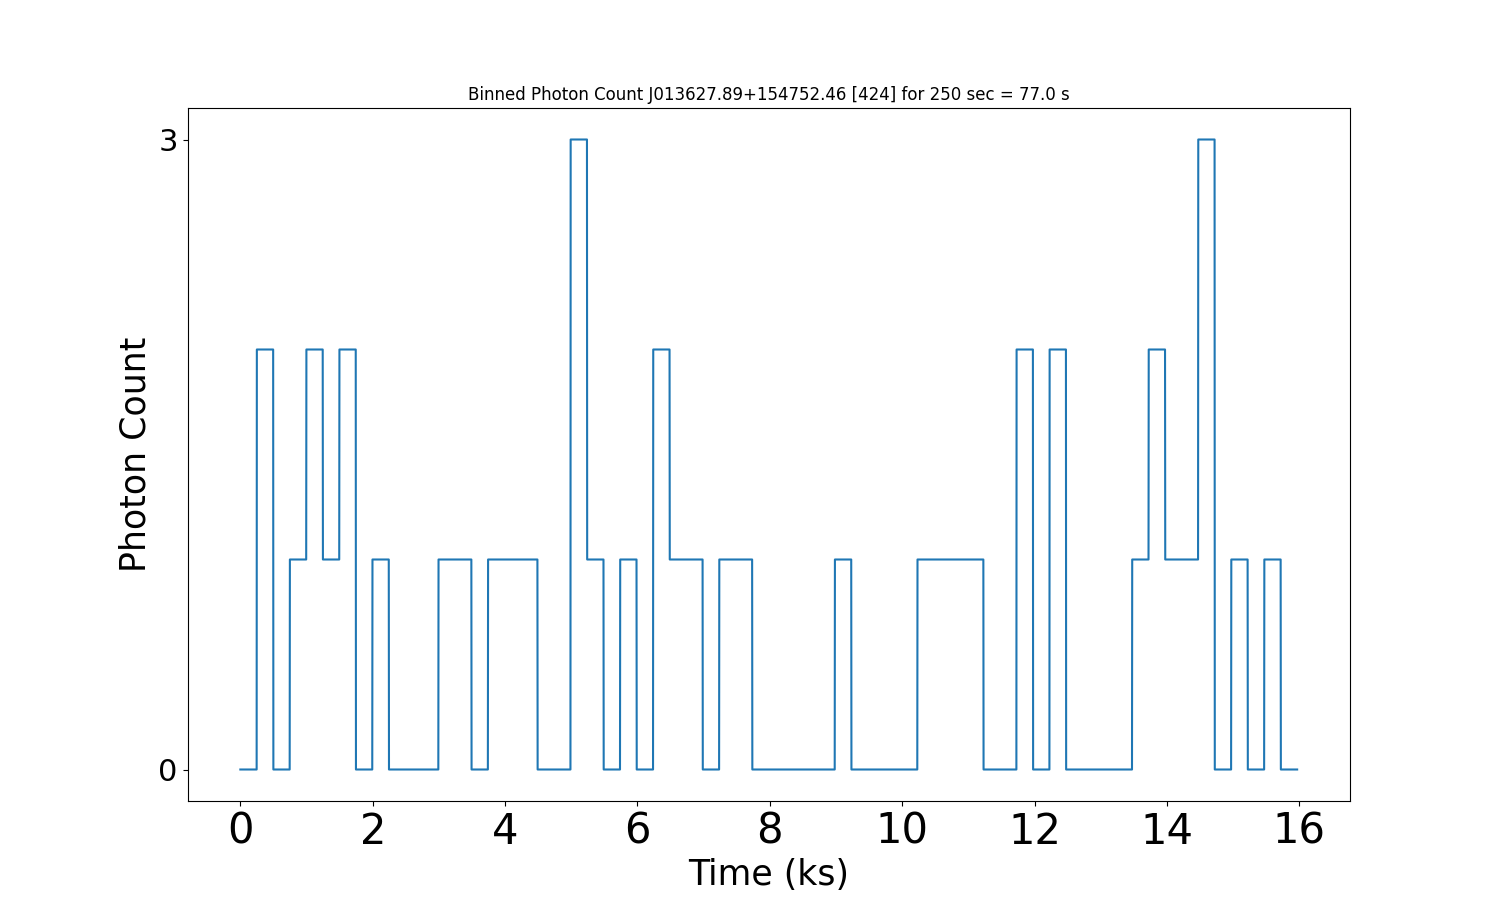 Binned Photon Count J013627.89+154752.46 [424] for 250 sec = 77.0 s
3
Photon Count
0
0 2 4 6 8 10 12 14 16
Time (ks)